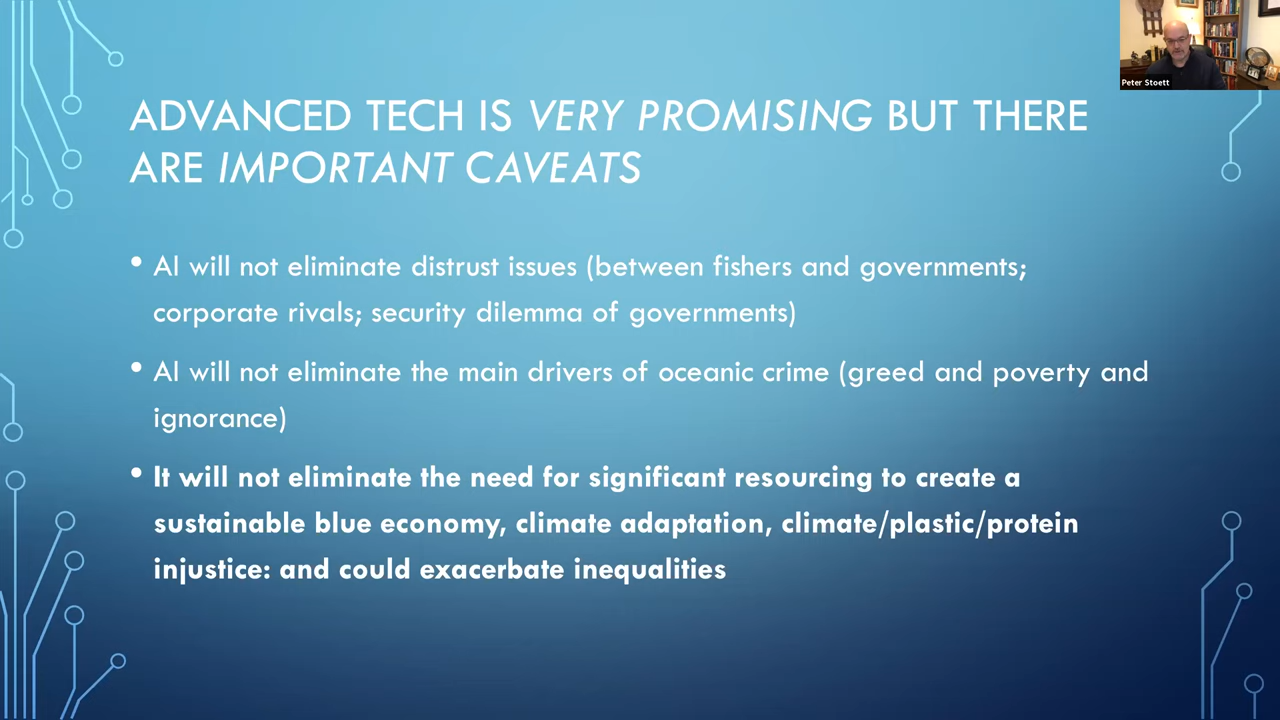 Peter Stoett
ADVANCED TECH IS VERY PROMISING BUT THERE
ARE IMPORTANT CAVEATS
• AI will not eliminate distrust issues (between fishers and governments;
corporate rivals; security dilemma of governments)
• AI will not eliminate the main drivers of oceanic crime (greed and poverty and
ignorance)
• It will not eliminate the need for significant resourcing to create a
sustainable blue economy, climate adaptation, climate/plastic/protein
injustice: and could exacerbate inequalities